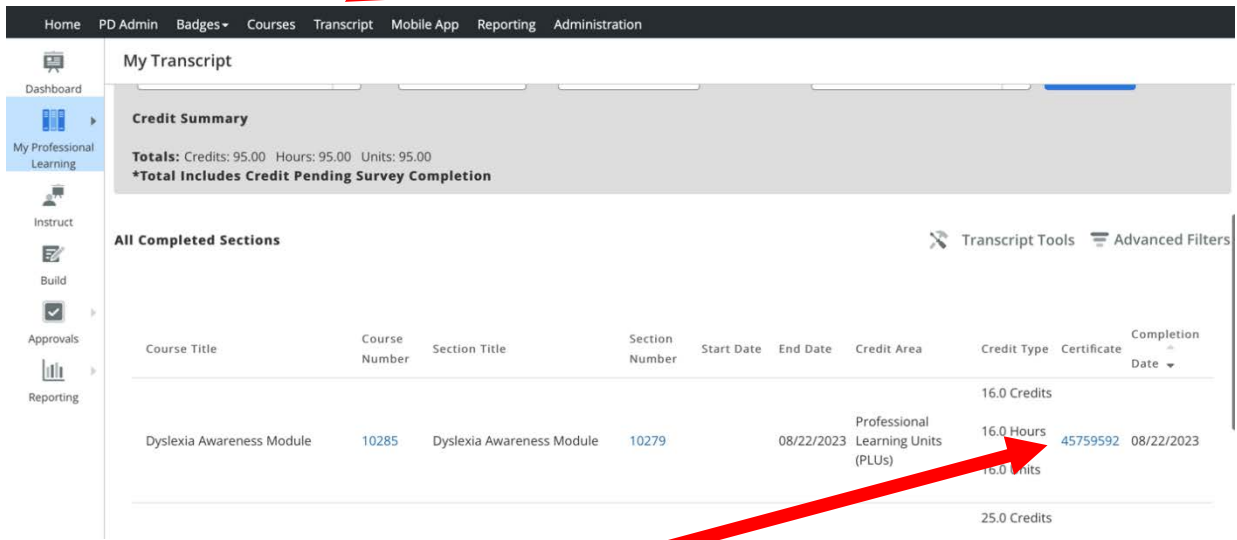 Home PD Admin Badges Courses Transcript Mobile App Reporting Administration
My Transcript
Dashboard
My Professional
Learning
Instruct
Build
Approvals
Reporting
Credit Summary
Totals: Credits: 95.00 Hours: 95.00 Units: 95.00
*Total Includes Credit Pending Survey Completion
All Completed Sections
Transcript Tools
Advanced Filters
Course Title
Course
Number
Section Title
Section
Number
Start Date
End Date
Credit Area
Credit Type
Certificate
Completion
Date
Dyslexia Awareness Module
10285
Dyslexia Awareness Module
10279
08/22/2023
Professional
Learning Units
(PLUs)
16.0 Credits
16.0 Hours
16.0 Units
45759592
08/22/2023
25.0 Credits